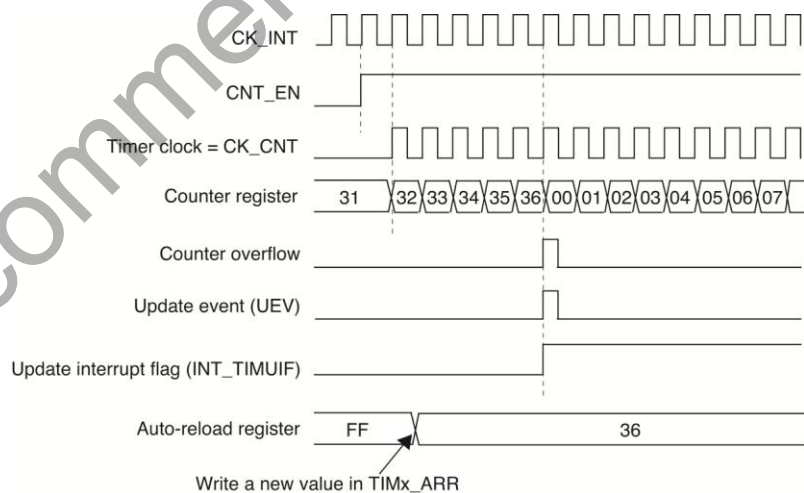 CK_INT
CNT_EN
Timer clock = CK_CNT
Counter register 31 32 33 34 35 36 00 01 02 03 04 05 06 07
Counter overflow
Update event (UEV)
Update interrupt flag (INT_TIMUIF)
Auto-reload register FF 36
Write a new value in TIMx_ARR